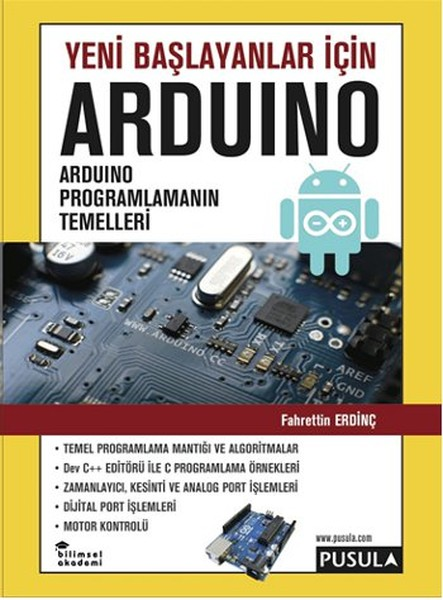 YENİ BAŞLAYANLAR İÇİN
ARDUINO
ARDUINO
PROGRAMLAMANIN
TEMELLERİ
47
16V
WWW.ARDUINO.CC
AREF
GND
Fahrettin ERDİNÇ
• TEMEL PROGRAMLAMA MANTIĞI VE ALGORİTMALAR
• Dev C++ EDİTÖRÜ İLE C PROGRAMLAMA ÖRNEKLERİ
• ZAMANLAYICI, KESİNTİ VE ANALOG PORT İŞLEMLERİ
• DİJİTAL PORT İŞLEMLERİ
• MOTOR KONTROLÜ
www.pusula.com
PUSULA
bilimsel
akademi